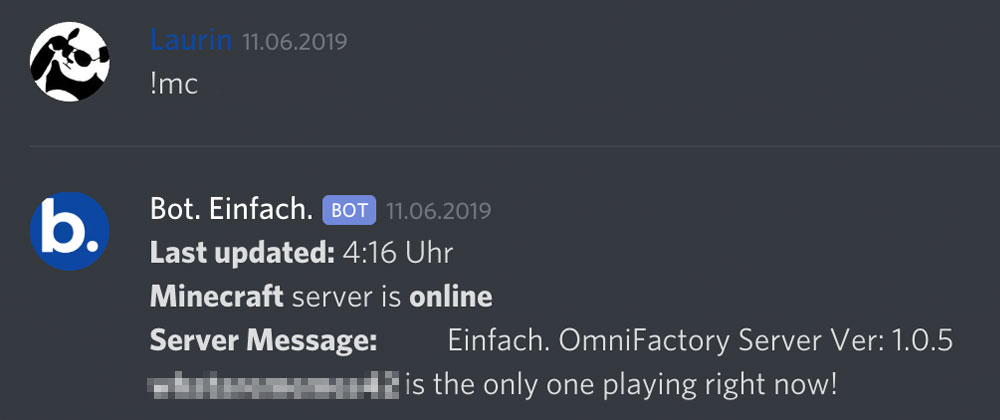 Laurin 11.06.2019
!mc
b.
Bot. Einfach. BOT 11.06.2019
Last updated: 4:16 Uhr
Minecraft server is online
Server Message: Einfach. OmniFactory Server Ver: 1.0.5
is the only one playing right now!